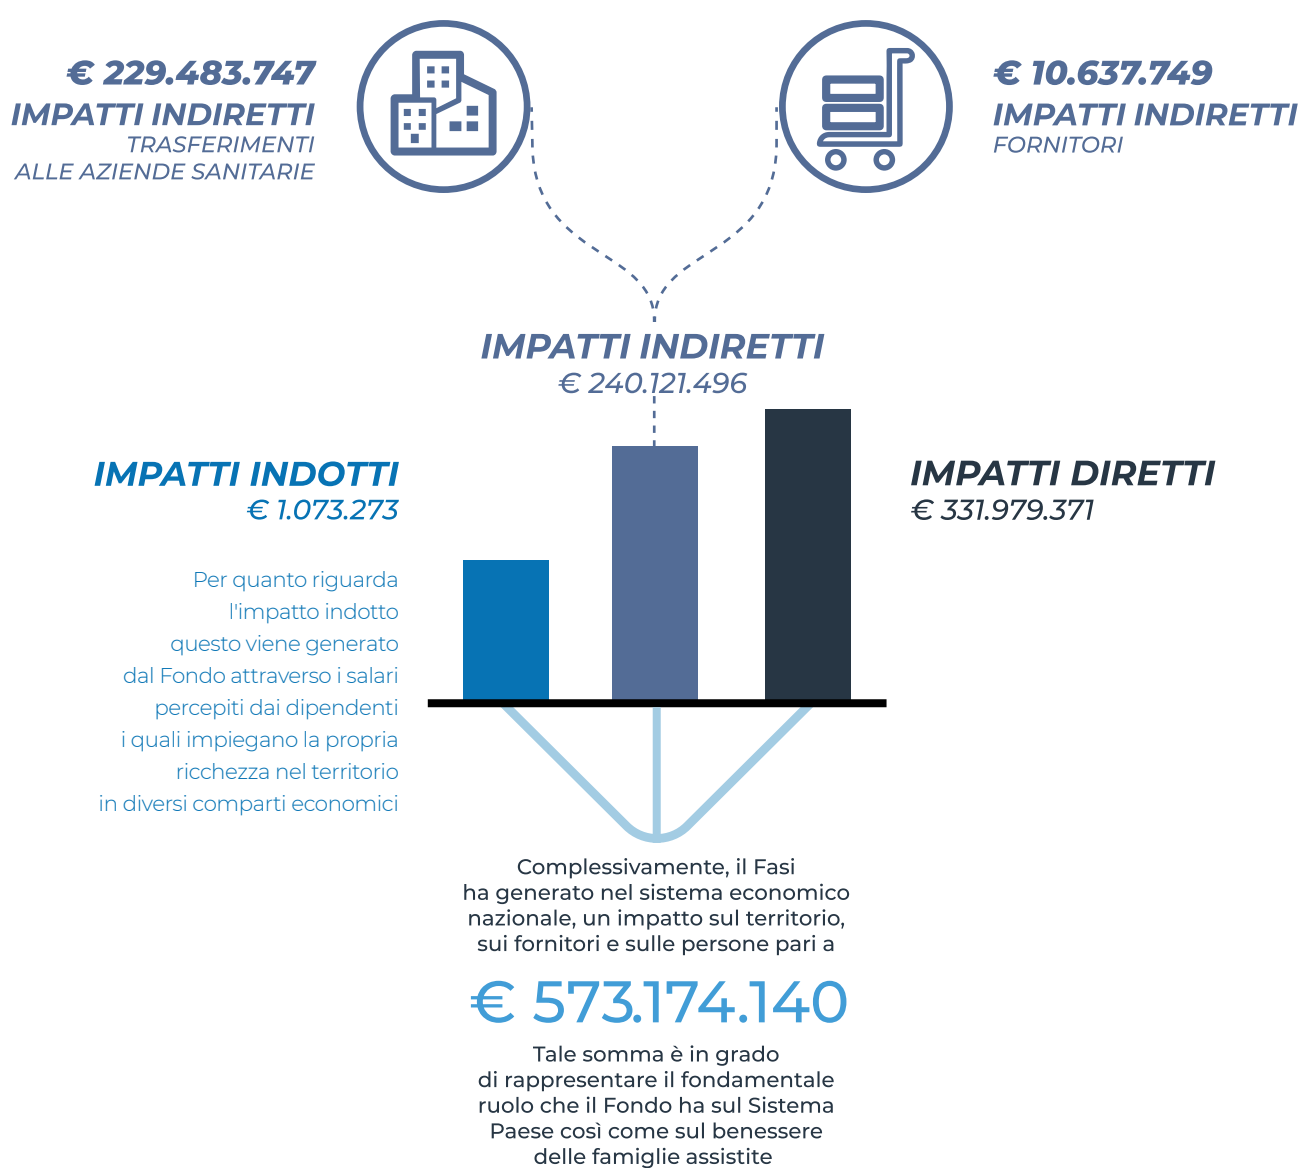 € 229.483.747
IMPATTI INDIRETTI
TRASFERIMENTI
ALLE AZIENDE SANITARIE
€ 10.637.749
IMPATTI INDIRETTI
FORNITORI
IMPATTI INDIRETTI
€ 240.121.496
IMPATTI INDOTTI
€ 1.073.273
Per quanto riguarda
l'impatto indotto
questo viene generato
dal Fondo attraverso i salari
percepiti dai dipendenti
i quali impiegano la propria
ricchezza nel territorio
in diversi comparti economici
IMPATTI DIRETTI
€ 331.979.371
Complessivamente, il Fasi
ha generato nel sistema economico
nazionale, un impatto sul territorio,
sui fornitori e sulle persone pari a
€ 573.174.140
Tale somma è in grado
di rappresentare il fondamentale
ruolo che il Fondo ha sul Sistema
Paese così come sul benessere
delle famiglie assistite